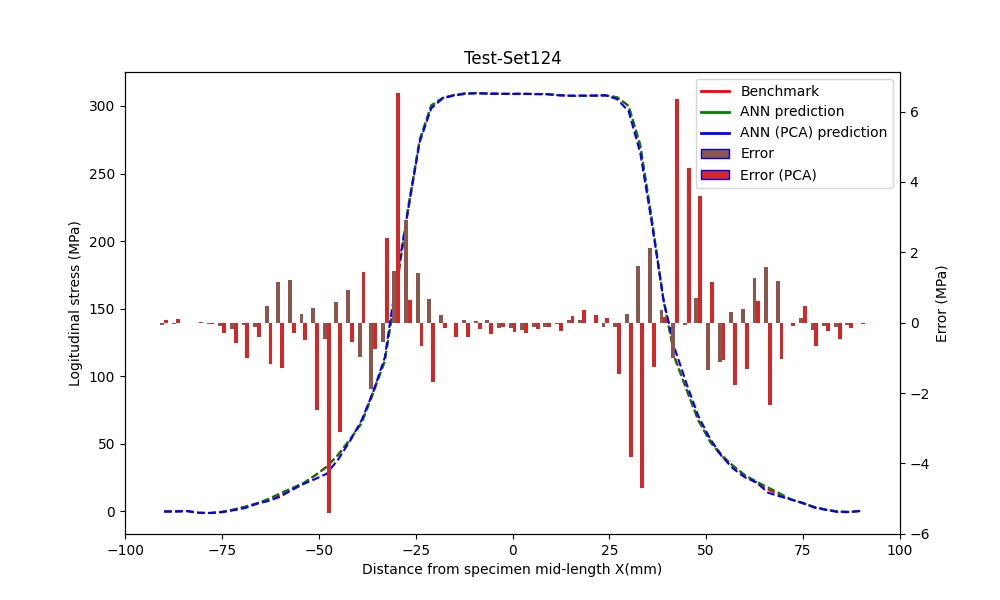 Test-Set124
Logitudinal stress (MPa)
300
250
200
150
100
50
0
Benchmark
ANN prediction
ANN (PCA) prediction
Error
Error (PCA)
6
4
2
0
−2
−4
−6
Error (MPa)
−100 −75 −50 −25 0 25 50 75 100
Distance from specimen mid-length X(mm)